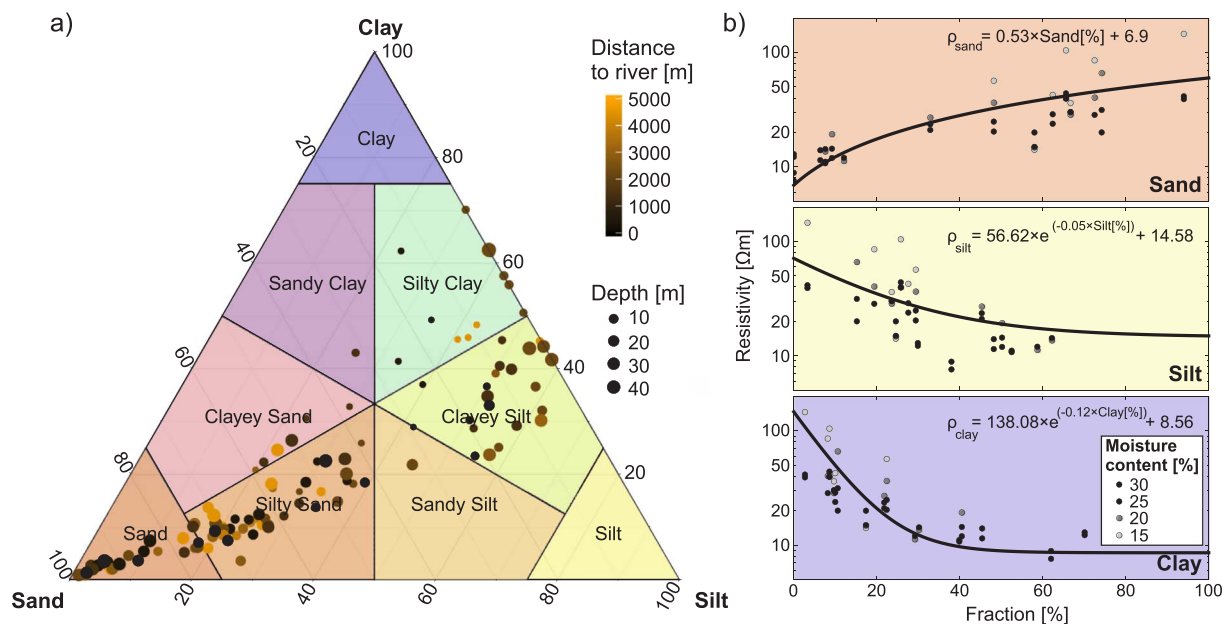 a)
Clay
100
Clay
20
80
40
60
Sandy Clay
Silty Clay
60
40
Clayey Sand
Clayey Silt
80
20
Sand
Silty Sand
Sandy Silt
Silt
100
20
40
60
80
100
Sand
Silt
Distance
to river [m]
5000
4000
3000
2000
1000
0
Depth [m]
10
20
30
40
b)
ρsand= 0.53×Sand[%] + 6.9
100
50
20
10
Sand
ρsilt= 56.62×e(-0.05×Silt[%])+ 14.58
100
50
20
10
Silt
Resistivity [Ωm]
ρclay= 138.08×e(-0.12×Clay[%])+ 8.56
100
50
20
10
Moisture
content [%]
30
25
20
15
Clay
0
20
40
60
80
100
Fraction [%]